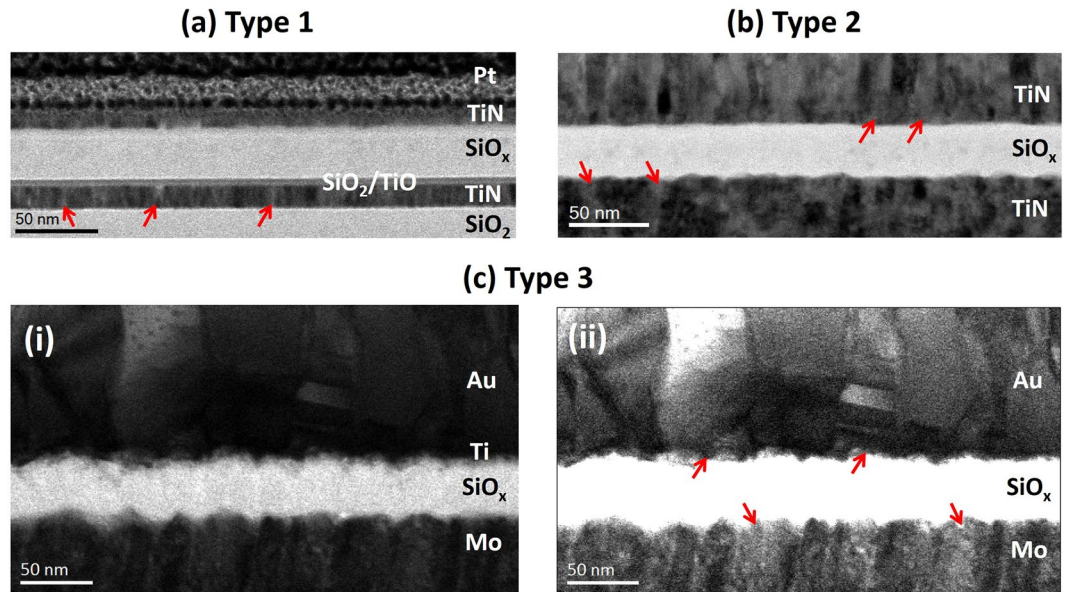 (a) Type 1
Pt
TiN
SiOx
SiO2/TiO
TiN
SiO2
50 nm
(b) Type 2
TiN
SiOx
TiN
50 nm
(c) Type 3
(i)
Au
Ti
SiOx
Mo
50 nm
(ii)
Au
SiOx
Mo
50 nm